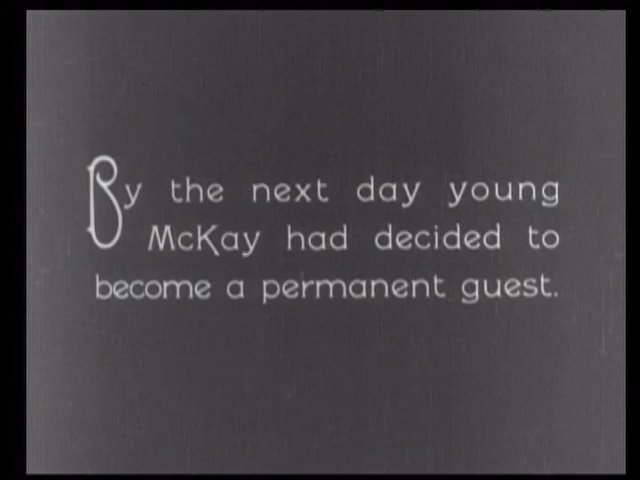 By the next day young
McKay had decided to
become a permanent guest.